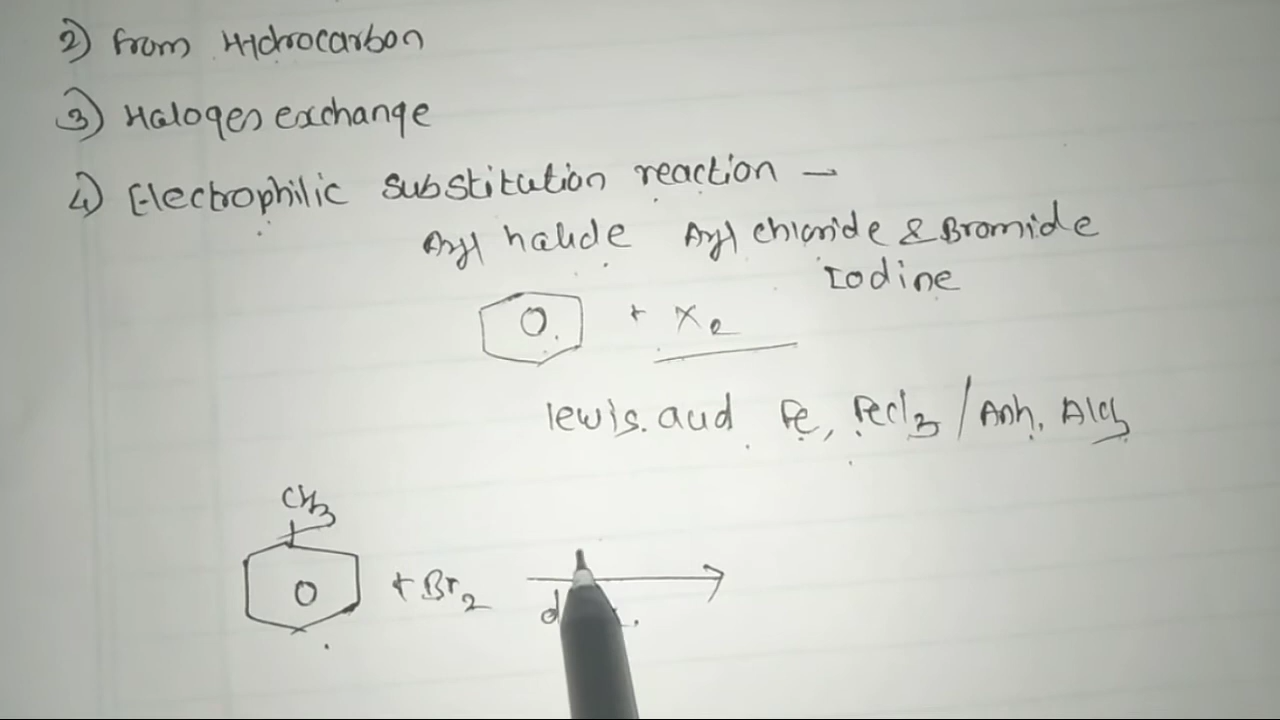 2) from Hydrocarbon
3) Halogen exchange
4) Electrophilic substitution reaction –
Aryl halide Aryl chloride & Bromide
Iodine
+ X2
lewis. acid Fe, FeCl3 / Anh. AlCl3
CH3
+ Br2